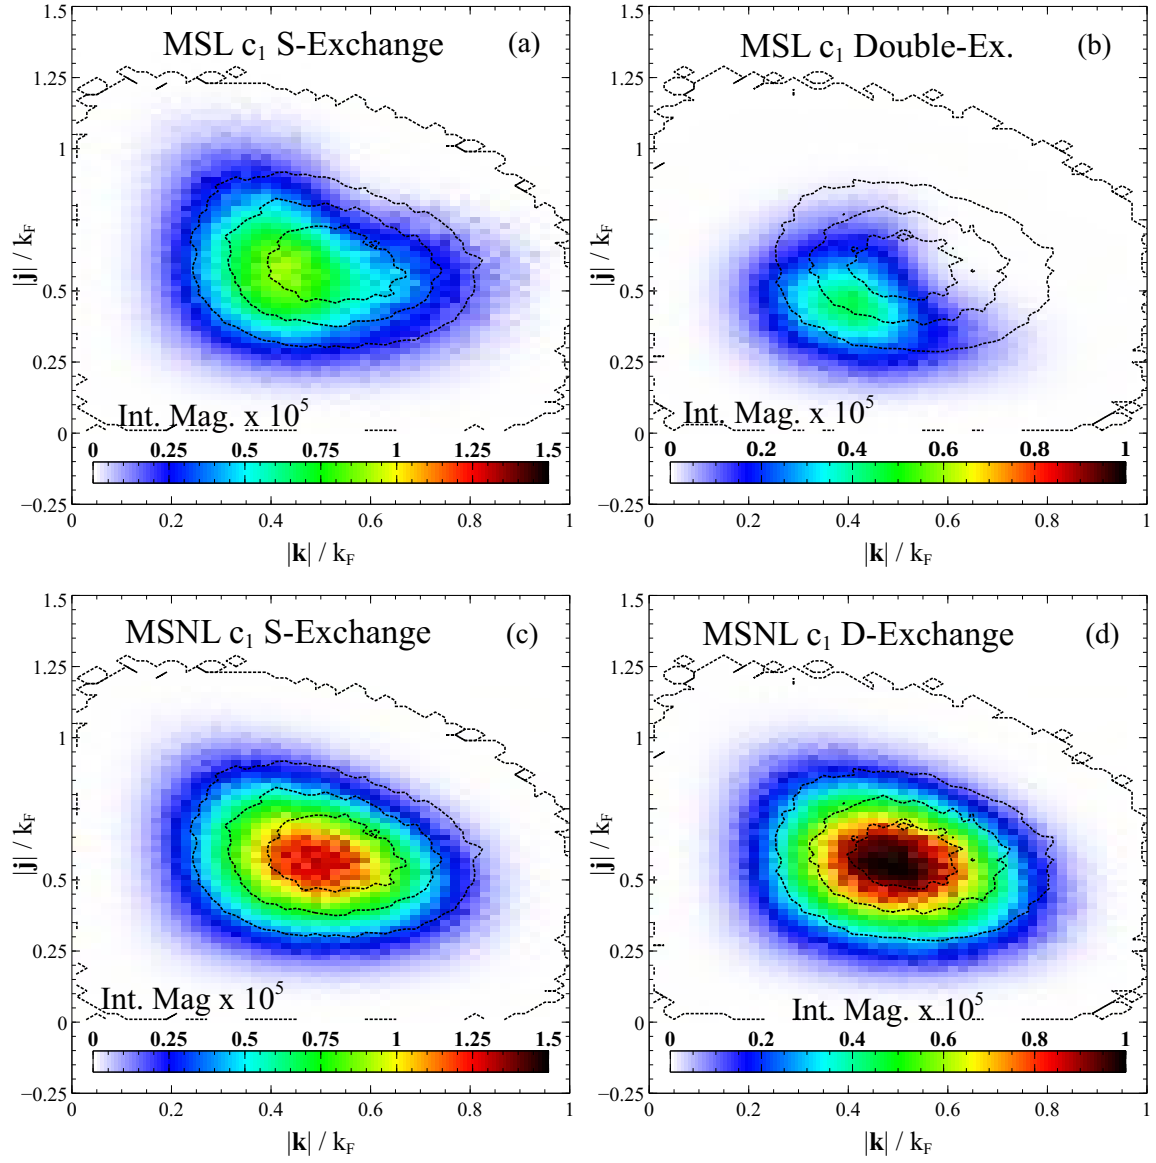 MSL c1 S-Exchange (a)
1.5
1.25
1
0.5
0.25
0
−0.25
|j| / kF
Int. Mag. x 10^5
0 0.25 0.5 0.75 1 1.25 1.5
0 0.2 0.4 0.6 0.8 1
|k| / kF
MSL c1 Double-Ex. (b)
1.5
1.25
1
0.5
0.25
0
−0.25
|j| / kF
Int. Mag. x 10^5
0 0.2 0.4 0.6 0.8 1
0 0.2 0.4 0.6 0.8 1
|k| / kF
MSNL c1 S-Exchange (c)
1.5
1.25
1
0.5
0.25
0
−0.25
|j| / kF
Int. Mag x 10^5
0 0.25 0.5 0.75 1 1.25 1.5
0 0.2 0.4 0.6 0.8 1
|k| / kF
MSNL c1 D-Exchange (d)
1.5
1.25
1
0.5
0.25
0
−0.25
|j| / kF
Int. Mag. x 10^5
0 0.2 0.4 0.6 0.8 1
0 0.2 0.4 0.6 0.8 1
|k| / kF